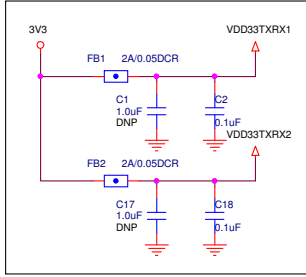 3V3
VDD33TXRX1
FB1 2A/0.05DCR
C1
1.0uF
DNP
C2
0.1uF
VDD33TXRX2
FB2 2A/0.05DCR
C17
1.0uF
DNP
C18
0.1uF